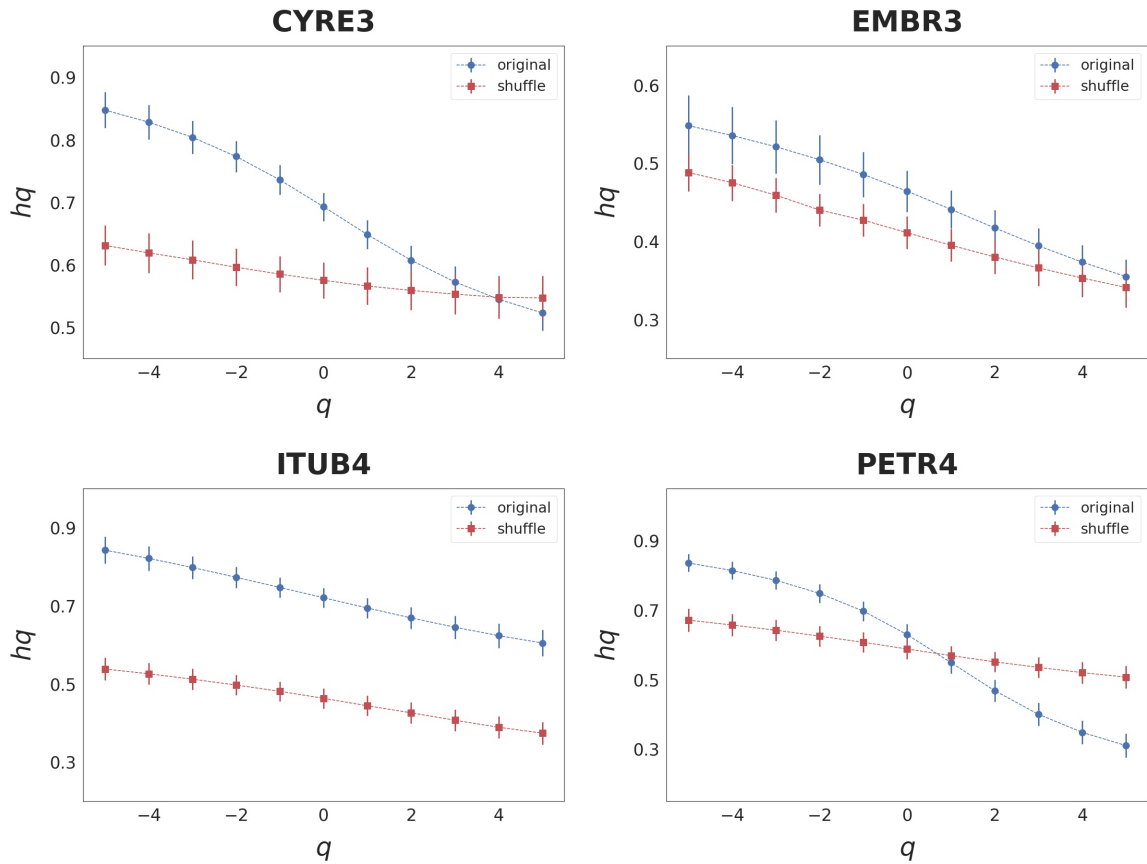 CYRE3
original
shuffle
hq
0.9
0.8
0.7
0.6
0.5
−4
−2
0
2
4
q
EMBR3
original
shuffle
hq
0.6
0.5
0.4
0.3
−4
−2
0
2
4
q
ITUB4
original
shuffle
hq
0.9
0.7
0.5
0.3
−4
−2
0
2
4
q
PETR4
original
shuffle
hq
0.9
0.7
0.5
0.3
−4
−2
0
2
4
q